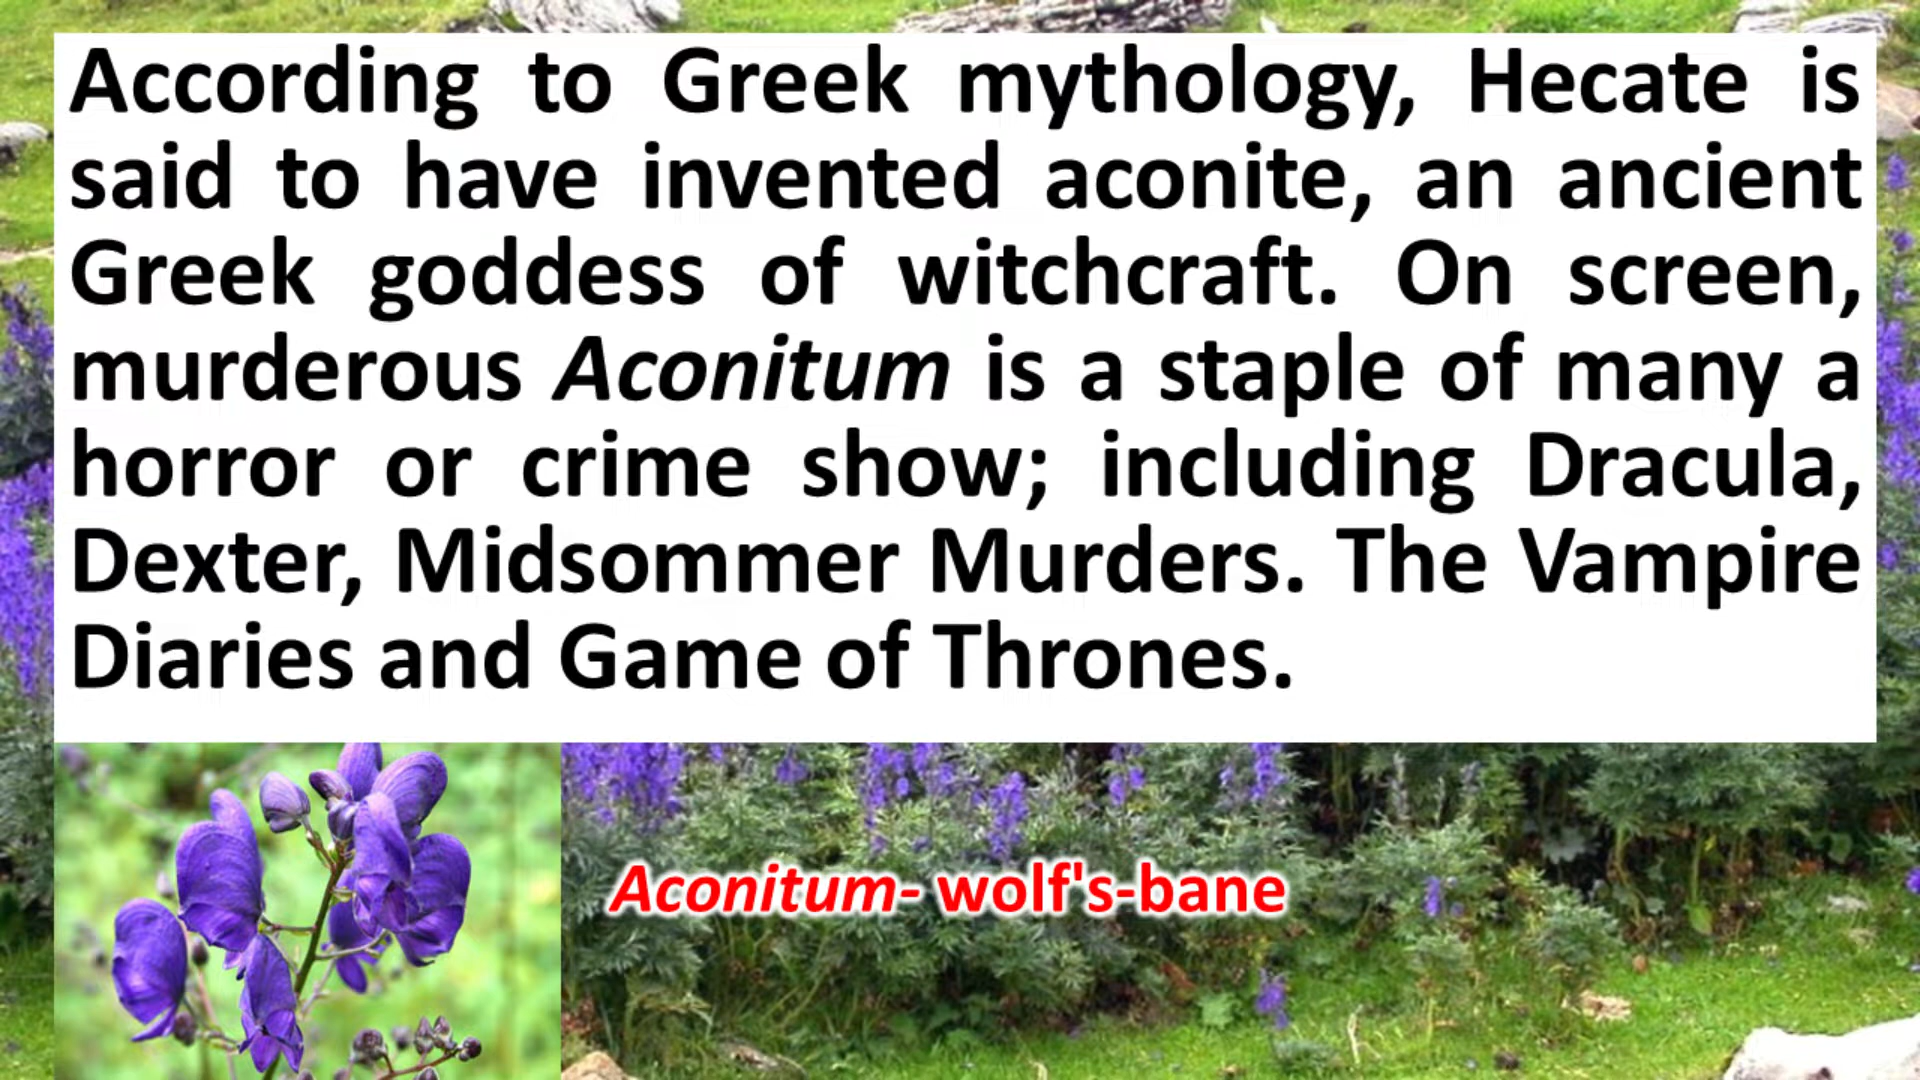 According to Greek mythology, Hecate is
said to have invented aconite, an ancient
Greek goddess of witchcraft. On screen,
murderous Aconitum is a staple of many a
horror or crime show; including Dracula,
Dexter, Midsommer Murders. The Vampire
Diaries and Game of Thrones.
Aconitum- wolf's-bane